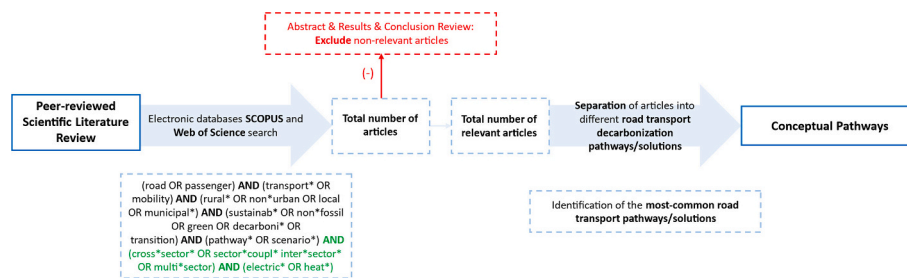 Abstract & Results & Conclusion Review:
Exclude non-relevant articles
(-)
Peer-reviewed
Scientific Literature
Review
Electronic databases SCOPUS and
Web of Science search
Total number of
articles
Total number of
relevant articles
Separation of articles into
different road transport
decarbonization
pathways/solutions
Conceptual Pathways
(road OR passenger) AND (transport* OR
mobility) AND (rural* OR non*urban OR local
OR municipal*) AND (sustainab* OR non*fossil
OR green OR decarboni* OR
transition) AND (pathway* OR scenario*) AND
(cross*sector* OR sector*coupl* inter*sector*
OR multi*sector) AND (electric* OR heat*)
Identification of the most-common road
transport pathways/solutions